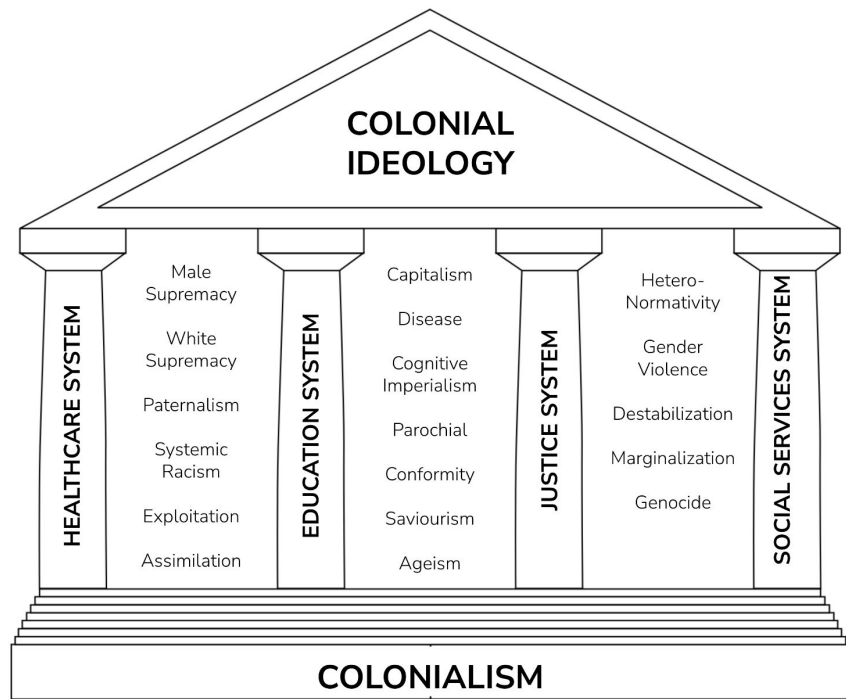 COLONIAL
IDEOLOGY
HEALTHCARE SYSTEM
Male
Supremacy
White
Supremacy
Paternalism
Systemic
Racism
Exploitation
Assimilation
EDUCATION SYSTEM
Capitalism
Disease
Cognitive
Imperialism
Parochial
Conformity
Saviourism
Ageism
JUSTICE SYSTEM
Hetero-
Normativity
Gender
Violence
Destabilization
Marginalization
Genocide
SOCIAL SERVICES SYSTEM
COLONIALISM